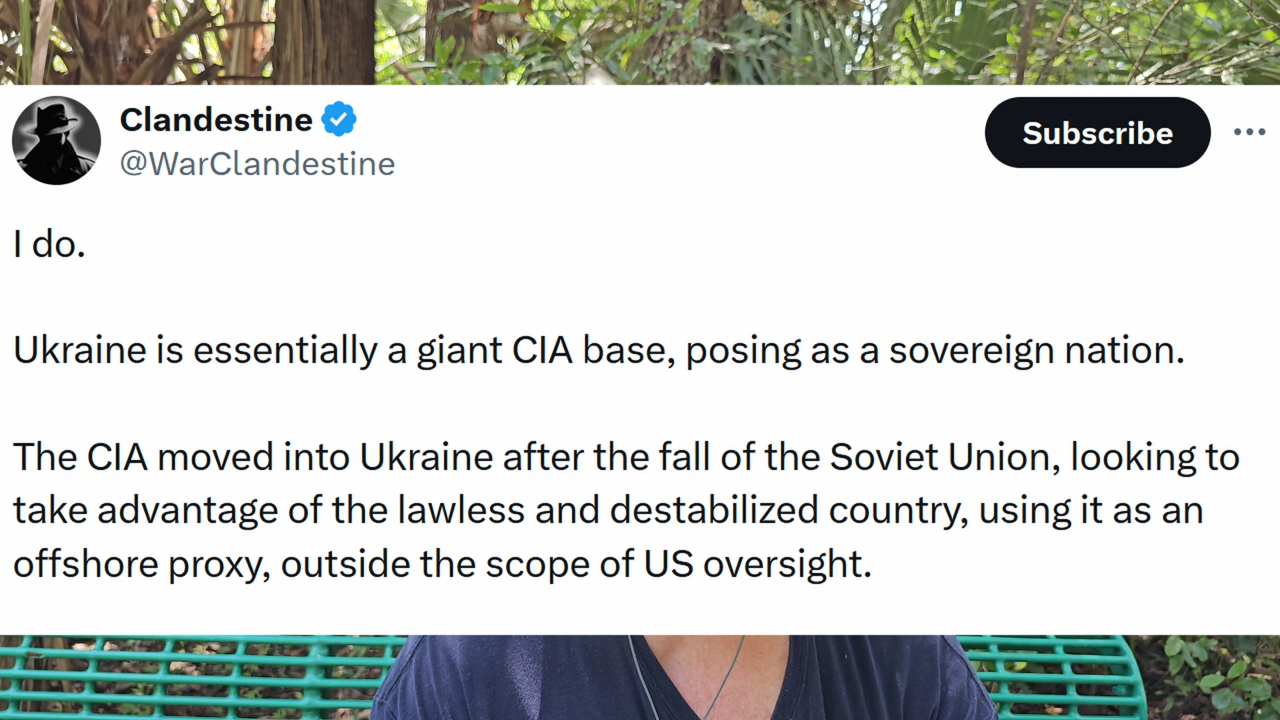 Clandestine
@WarClandestine
Subscribe
I do.
Ukraine is essentially a giant CIA base, posing as a sovereign nation.
The CIA moved into Ukraine after the fall of the Soviet Union, looking to
take advantage of the lawless and destabilized country, using it as an
offshore proxy, outside the scope of US oversight.